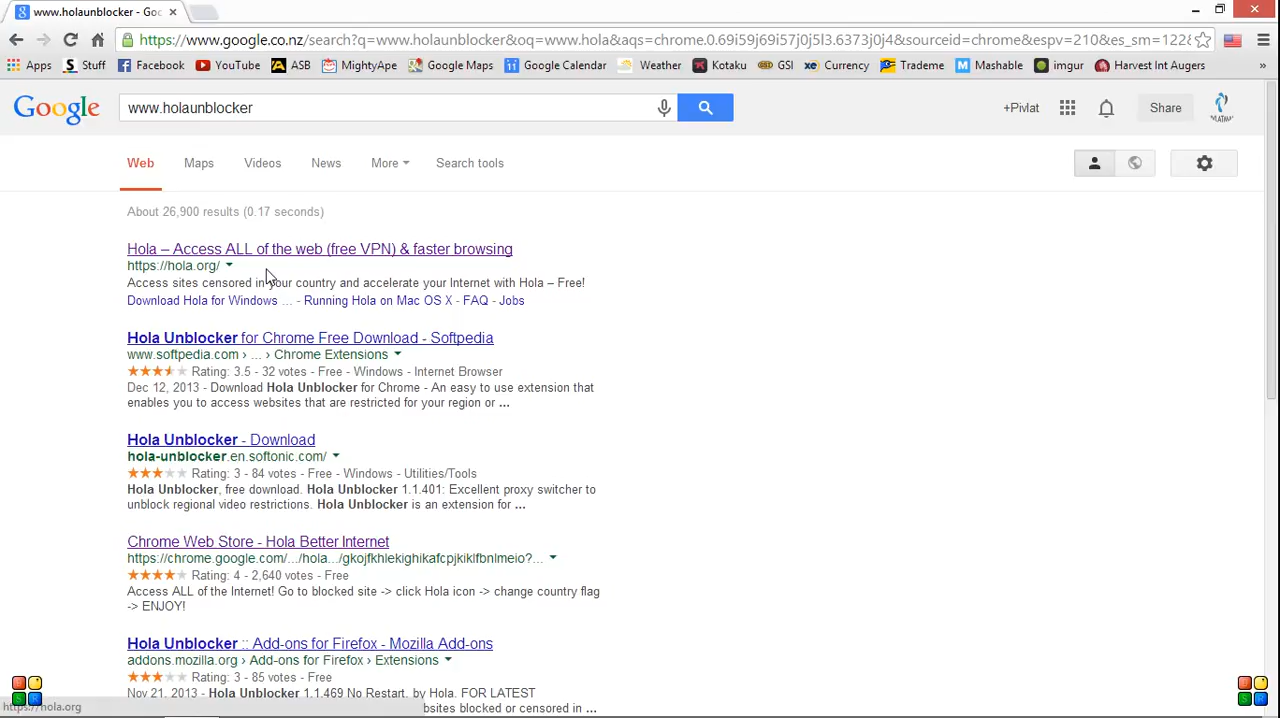 www.holaunblocker - Goo
https://www.google.co.nz/search?q=www.holaunblocker&oq=www.hola&aqs=chrome.0.69i59j69i57j0j5l3.6373j0j4&sourceid=chrome&espv=210&es_sm=122&
Apps Stuff Facebook YouTube ASB MightyApe Google Maps Google Calendar Weather Kotaku GSI Currency Trademe Mashable imgur Harvest Int Augers »
Google www.holaunblocker +Pivlat Share
Web Maps Videos News More Search tools
About 26,900 results (0.17 seconds)
Hola – Access ALL of the web (free VPN) & faster browsing
https://hola.org/
Access sites censored in your country and accelerate your Internet with Hola – Free!
Download Hola for Windows ... - Running Hola on Mac OS X - FAQ - Jobs
Hola Unblocker for Chrome Free Download - Softpedia
www.softpedia.com › ... › Chrome Extensions
Rating: 3.5 - 32 votes - Free - Windows - Internet Browser
Dec 12, 2013 - Download Hola Unblocker for Chrome - An easy to use extension that
enables you to access websites that are restricted for your region or ...
Hola Unblocker - Download
hola-unblocker.en.softonic.com/
Rating: 3 - 84 votes - Free - Windows - Utilities/Tools
Hola Unblocker, free download. Hola Unblocker 1.1.401: Excellent proxy switcher to
unblock regional video restrictions. Hola Unblocker is an extension for ...
Chrome Web Store - Hola Better Internet
https://chrome.google.com/.../hola.../gkojfkhlekighikafcpjkiklfbnlmeio?...
Rating: 4 - 2,640 votes - Free
Access ALL of the Internet! Go to blocked site -> click Hola icon -> change country flag
-> ENJOY!
Hola Unblocker :: Add-ons for Firefox - Mozilla Add-ons
addons.mozilla.org › Add-ons for Firefox › Extensions
Rating: 3 - 85 votes - Free
Nov 21, 2013 - Hola Unblocker 1.1.469 No Restart. by Hola. FOR LATEST
https://hola.org bsites blocked or censored in ...